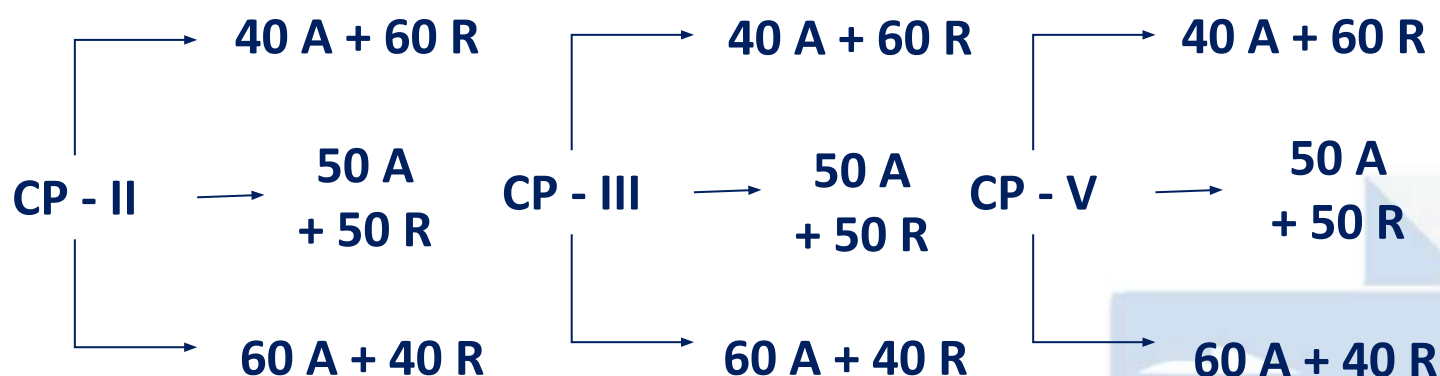 40 A + 60 R
CP - II
50 A
+ 50 R
60 A + 40 R
40 A + 60 R
CP - III
50 A
+ 50 R
60 A + 40 R
40 A + 60 R
CP - V
50 A
+ 50 R
60 A + 40 R